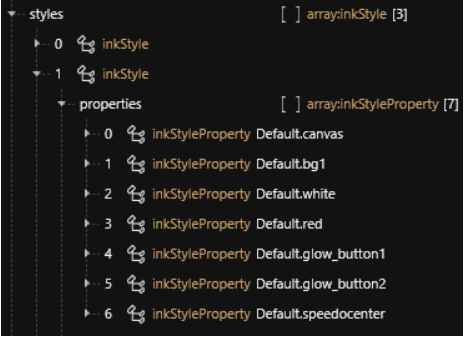 styles [ ] array:inkStyle [3]
0 inkStyle
1 inkStyle
properties [ ] array:inkStyleProperty [7]
0 inkStyleProperty Default.canvas
1 inkStyleProperty Default.bg1
2 inkStyleProperty Default.white
3 inkStyleProperty Default.red
4 inkStyleProperty Default.glow_button1
5 inkStyleProperty Default.glow_button2
6 inkStyleProperty Default.speedocenter